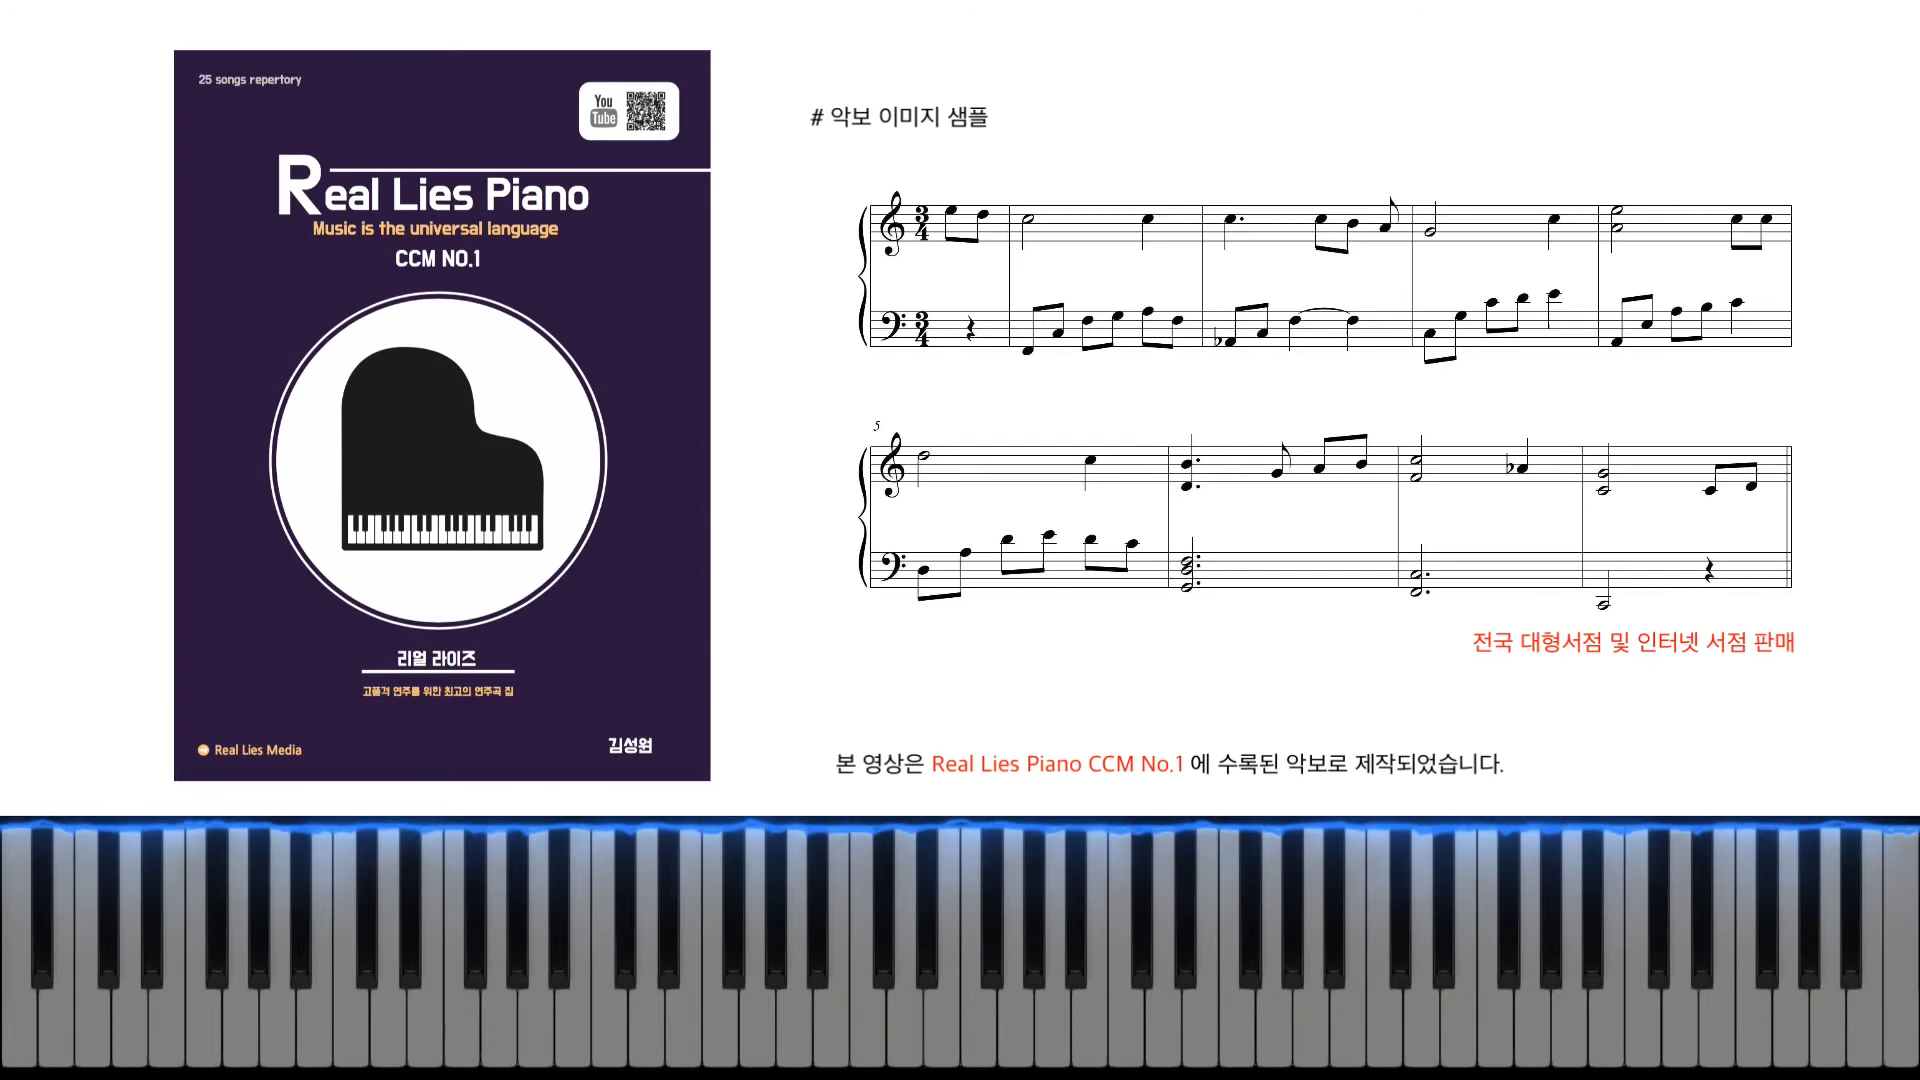 25 songs repertory
You
Tube
Real Lies Piano
Music is the universal language
CCM NO.1
리얼 라이즈
고품격 연주를 위한 최고의 연주곡 집
Real Lies Media
김성원
# 악보 이미지 샘플
3
4
3
4
5
전국 대형서점 및 인터넷 서점 판매
본 영상은 Real Lies Piano CCM No.1 에 수록된 악보로 제작되었습니다.